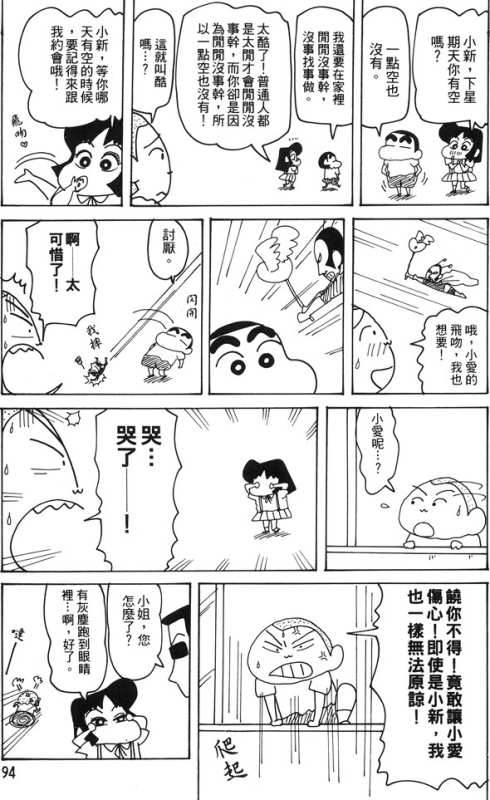 小新，下星
期天你有空
嗎？
一點空也
沒有。
我還要在家裡
閒閒沒事幹，
沒事找事做。
太酷了！普通人都
是太閒才會閒閒沒
事幹，而你卻是因
為閒閒沒事幹，所
以一點空也沒有！
這就叫酷
嗎…？
小新，等你哪
天有空的時候
，要記得來跟
我約會哦！
飛吻
哦，小愛的
飛吻，我也
想要！
閃開
討厭。
我撲
啊——太
可惜了！
小愛呢…？
哭…
哭了——！
饒你不得！竟敢讓小愛
傷心！即使是小新，我
也一樣無法原諒！
爬起
小姐，您
怎麼了？
有灰塵跑到眼睛
裡…啊，好了。
94